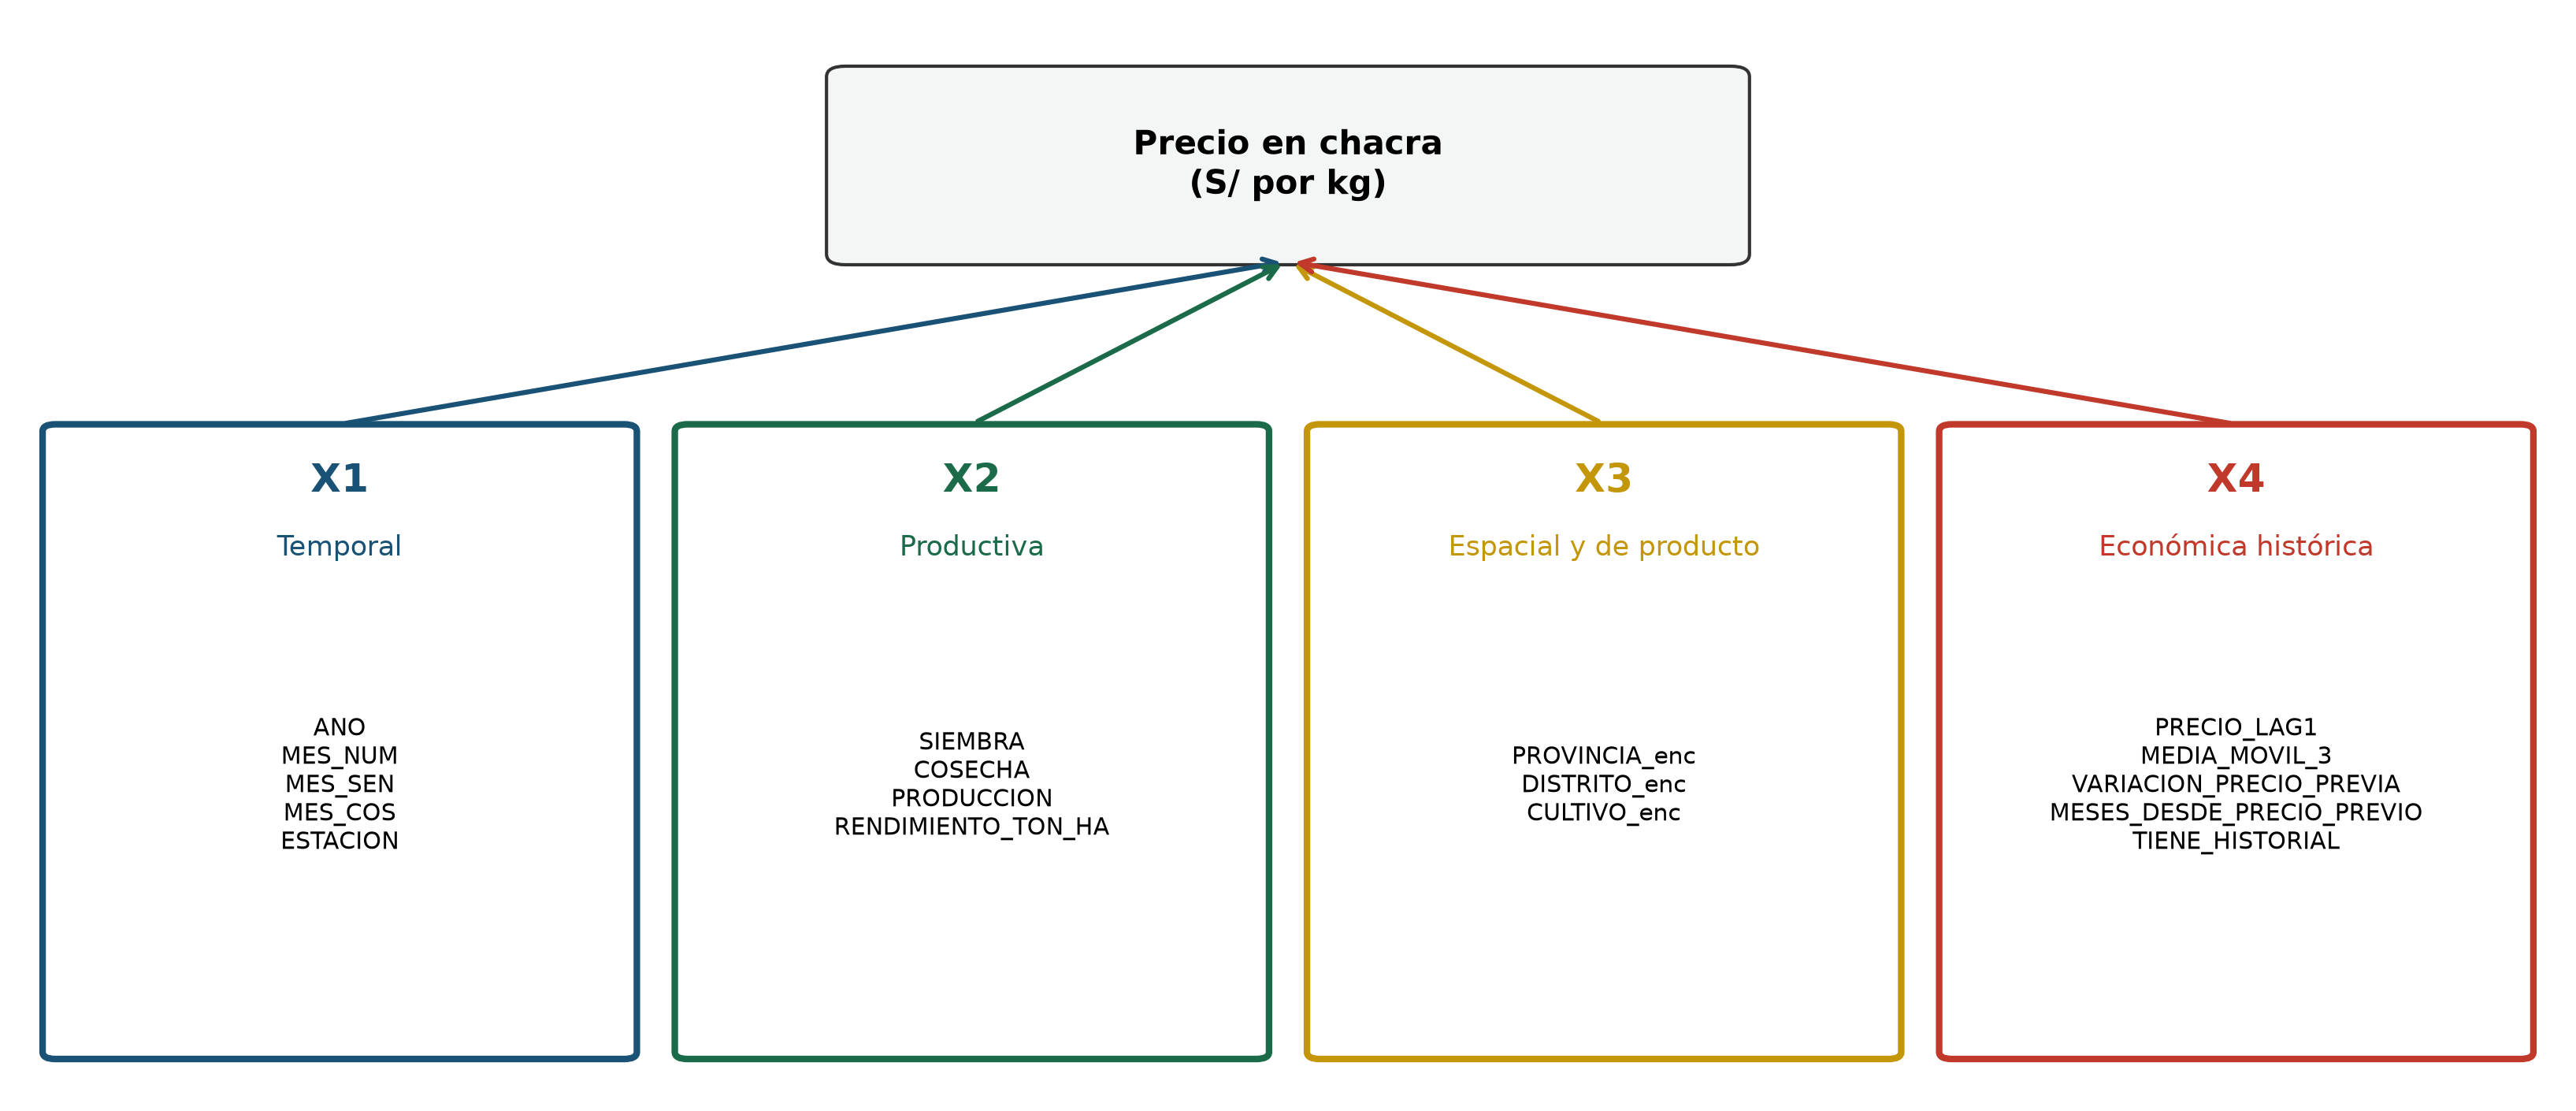 Precio en chacra
(S/ por kg)
X1
Temporal
ANO
MES_NUM
MES_SEN
MES_COS
ESTACION
X2
Productiva
SIEMBRA
COSECHA
PRODUCCION
RENDIMIENTO_TON_HA
X3
Espacial y de producto
PROVINCIA_enc
DISTRITO_enc
CULTIVO_enc
X4
Económica histórica
PRECIO_LAG1
MEDIA_MOVIL_3
VARIACION_PRECIO_PREVIA
MESES_DESDE_PRECIO_PREVIO
TIENE_HISTORIAL